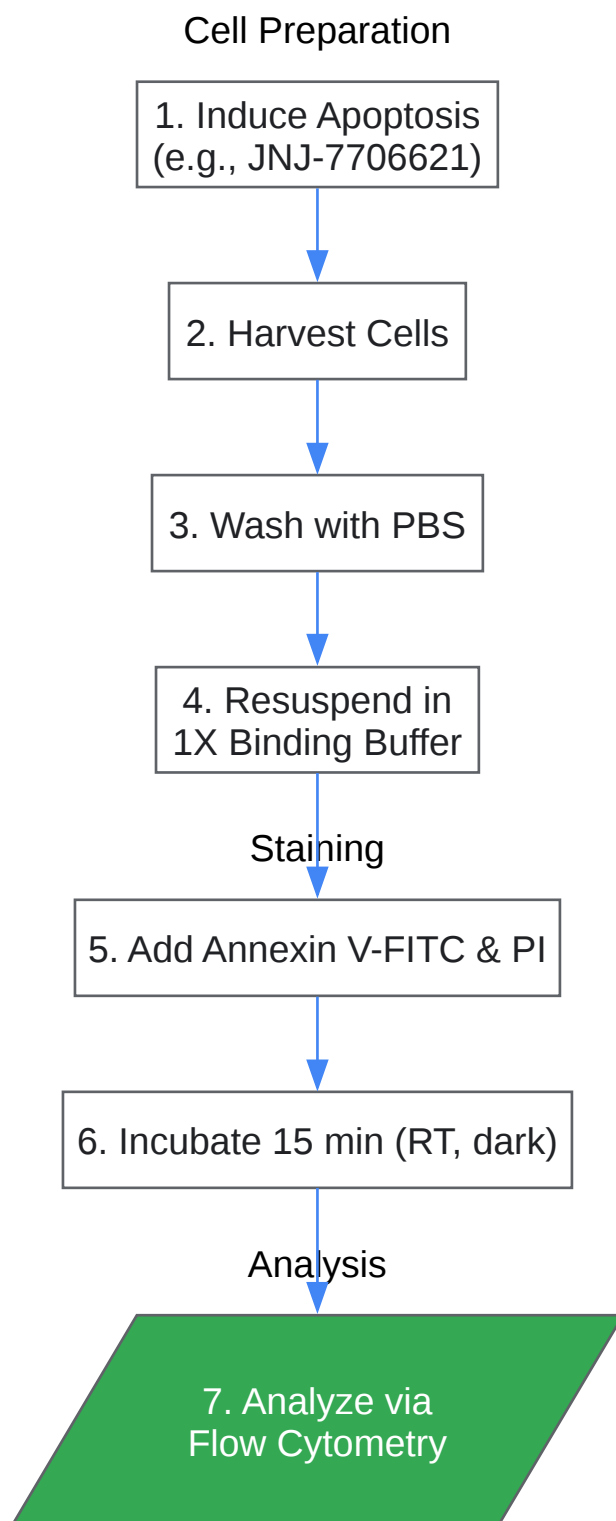 Cell Preparation
1. Induce Apoptosis
(e.g., JNJ-7706621)
2. Harvest Cells
3. Wash with PBS
4. Resuspend in
1X Binding Buffer
Staining
5. Add Annexin V-FITC & PI
6. Incubate 15 min (RT, dark)
Analysis
7. Analyze via
Flow Cytometry